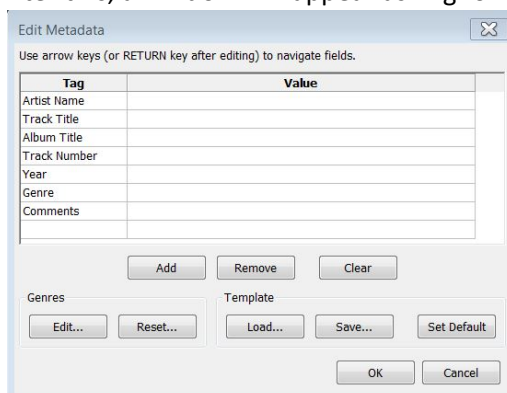 Edit Metadata
Use arrow keys (or RETURN key after editing) to navigate fields.
Tag Value
Artist Name
Track Title
Album Title
Track Number
Year
Genre
Comments
Add Remove Clear
Genres Template
Edit... Reset... Load... Save... Set Default
OK Cancel